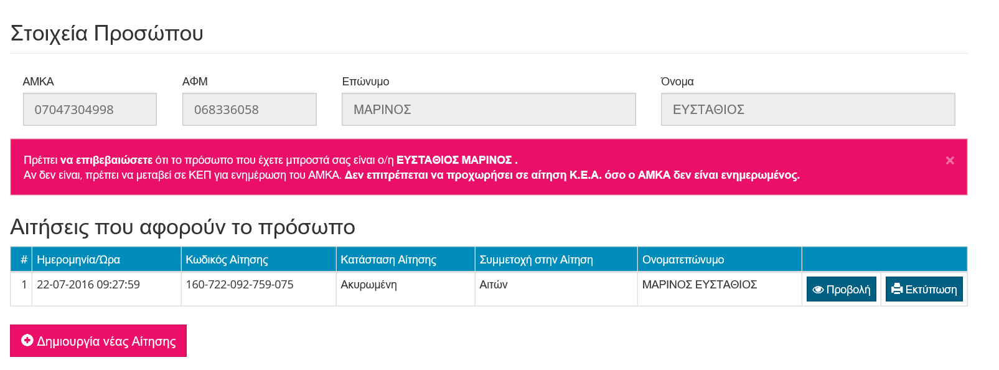 Στοιχεία Προσώπου
ΑΜΚΑ ΑΦΜ Επώνυμο Όνομα
07047304998 068336058 ΜΑΡΙΝΟΣ ΕΥΣΤΑΘΙΟΣ
Πρέπει να επιβεβαιώσετε ότι το πρόσωπο που έχετε μπροστά σας είναι ο/η ΕΥΣΤΑΘΙΟΣ ΜΑΡΙΝΟΣ . ×
Αν δεν είναι, πρέπει να μεταβεί σε ΚΕΠ για ενημέρωση του ΑΜΚΑ. Δεν επιτρέπεται να προχωρήσει σε αίτηση Κ.Ε.Α. όσο ο ΑΜΚΑ δεν είναι ενημερωμένος.
Αιτήσεις που αφορούν το πρόσωπο
# Ημερομηνία/Ώρα Κωδικός Αίτησης Κατάσταση Αίτησης Συμμετοχή στην Αίτηση Ονοματεπώνυμο
1 22-07-2016 09:27:59 160-722-092-759-075 Ακυρωμένη Αιτών ΜΑΡΙΝΟΣ ΕΥΣΤΑΘΙΟΣ Προβολή Εκτύπωση
Δημιουργία νέας Αίτησης